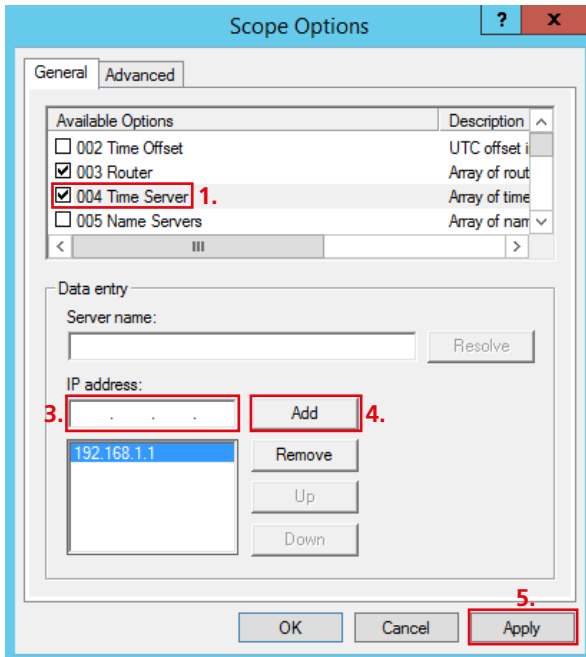 Scope Options ? x
General Advanced
Available Options Description
002 Time Offset UTC offset i
003 Router Array of rout
004 Time Server 1. Array of time
005 Name Servers Array of nam
Data entry
Server name:
Resolve
IP address:
3. . . . Add 4.
192.168.1.1 Remove
Up
Down
5.
OK Cancel Apply